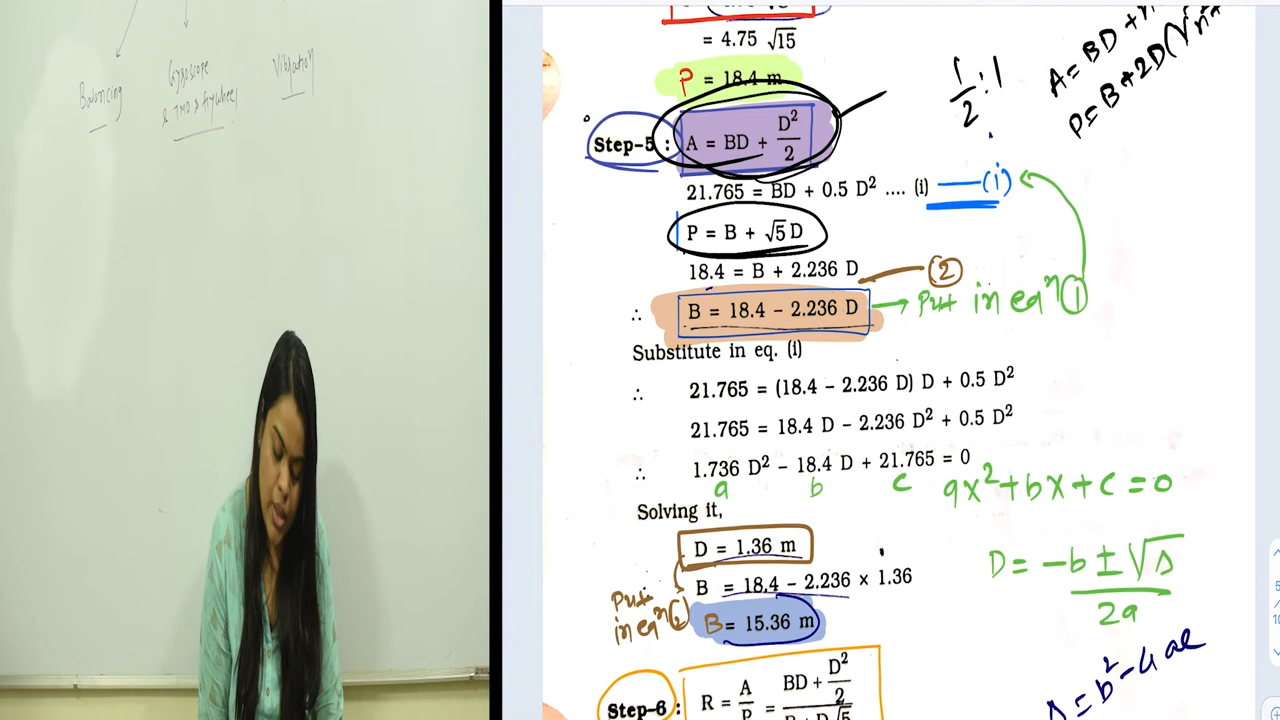 Balancing
Gyroscope
& TMD & flywheel
Vibration
= 4.75 √15
P = 18.4 m
Step-5 : A = BD + D²/2
1/2 : 1
A = BD +
P = B + 2D(√n²+
21.765 = BD + 0.5 D² .... (i) —(i)
P = B + √5 D
18.4 = B + 2.236 D
②
∴ B = 18.4 – 2.236 D → Put in eqⁿ ①
Substitute in eq. (i)
∴ 21.765 = (18.4 – 2.236 D) D + 0.5 D²
21.765 = 18.4 D – 2.236 D² + 0.5 D²
∴ 1.736 D² – 18.4 D + 21.765 = 0
a b c ax² + bx + c = 0
Solving it,
D = 1.36 m
D = -b ± √Δ / 2a
B = 18.4 – 2.236 × 1.36
Put in eqⁿ
B = 15.36 m
Δ = b² - 4ac
Step-6 : R = A/P = BD + D²/2 / B + D√5